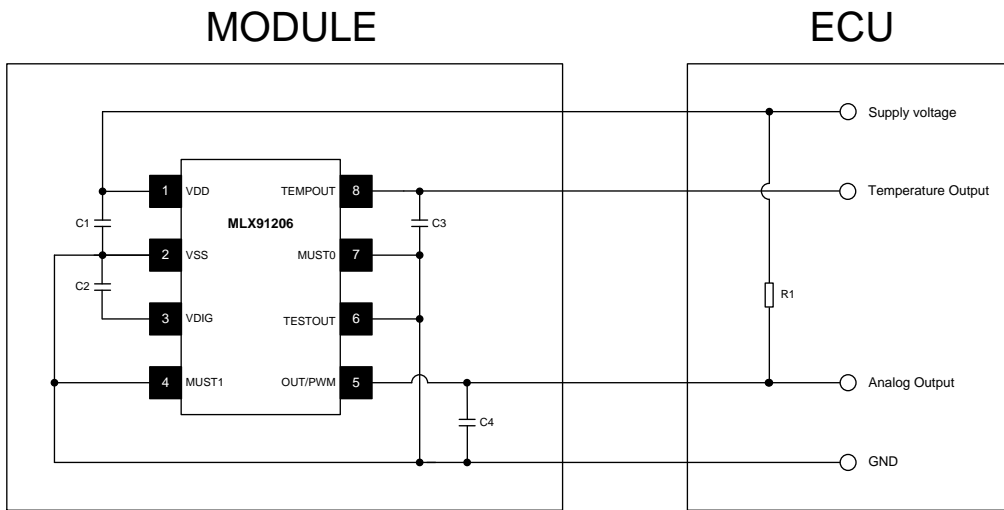 MODULE
ECU
Supply voltage
1 VDD
TEMPOUT 8
Temperature Output
C1
MLX91206
C3
2 VSS
MUST0 7
C2
R1
3 VDIG
TESTOUT 6
4 MUST1
OUT/PWM 5
Analog Output
C4
GND